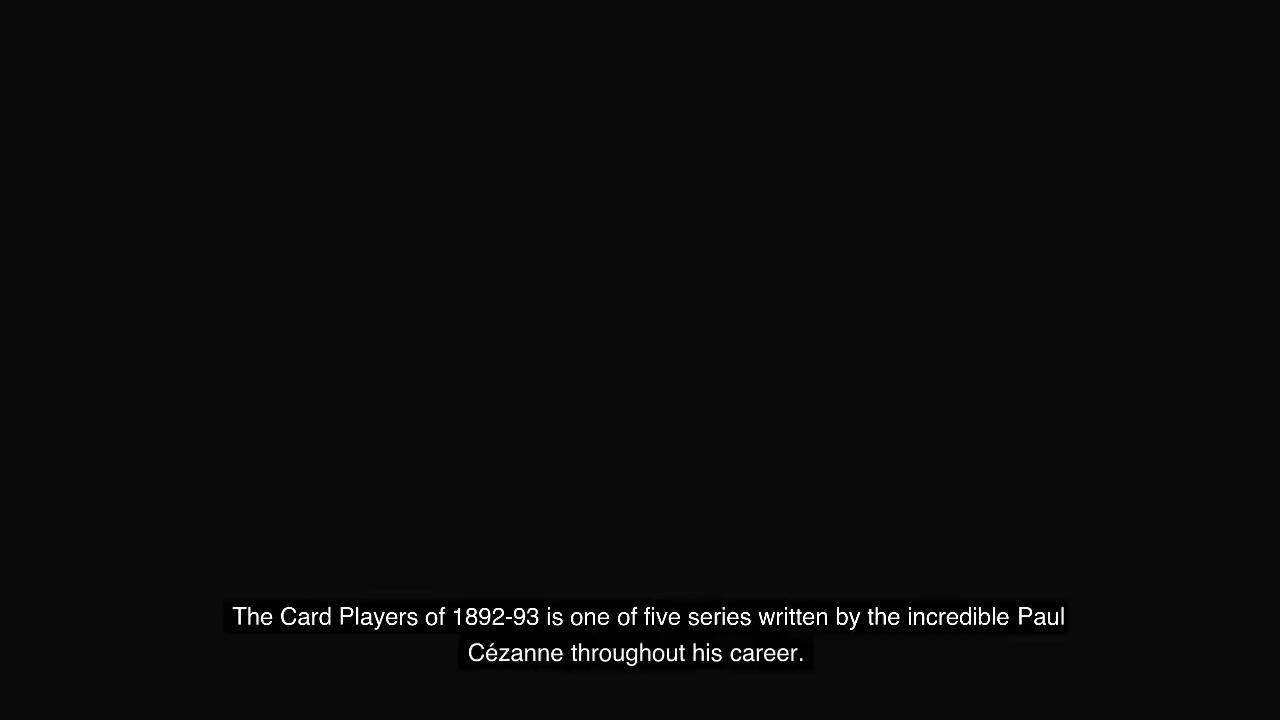 The Card Players of 1892-93 is one of five series written by the incredible Paul
Cézanne throughout his career.